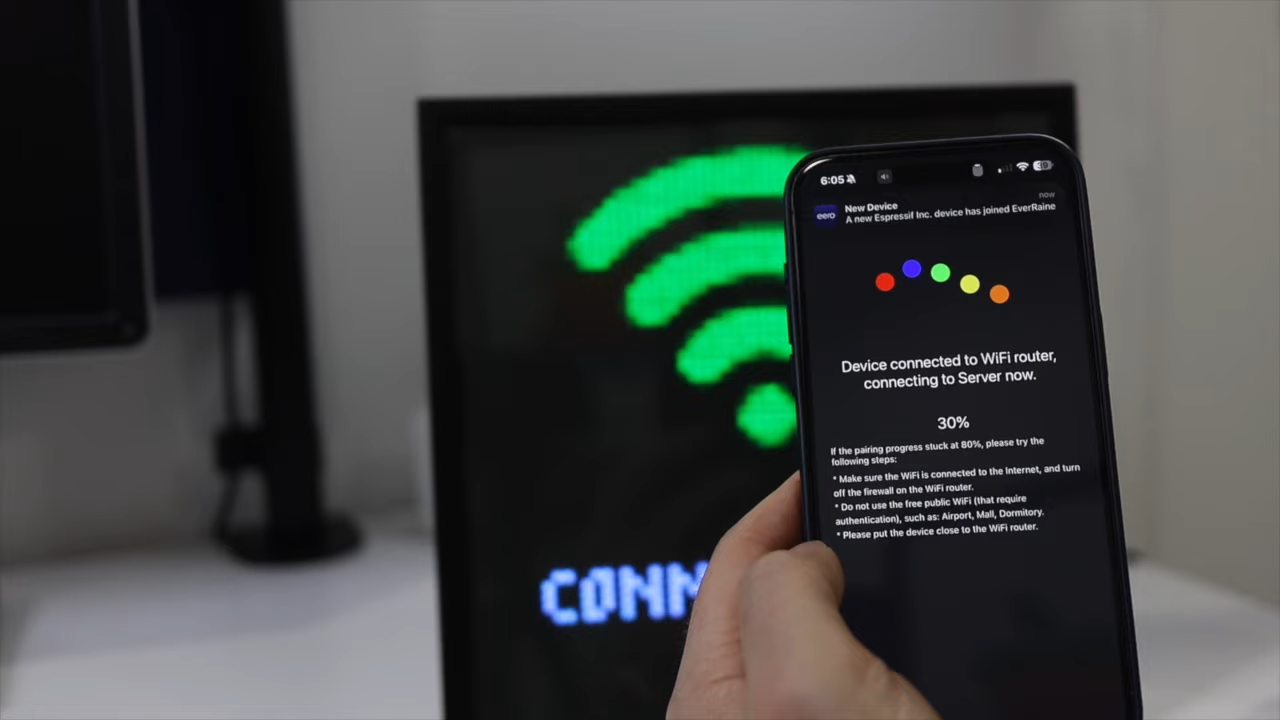 6:05
39
now
eero
New Device
A new Espressif Inc. device has joined EverRaine
Device connected to WiFi router,
connecting to Server now.
30%
If the pairing progress stuck at 80%, please try the
following steps:
* Make sure the WiFi is connected to the Internet, and turn
off the firewall on the WiFi router.
* Do not use the free public WiFi (that require
authentication), such as: Airport, Mall, Dormitory.
* Please put the device close to the WiFi router.
CONN